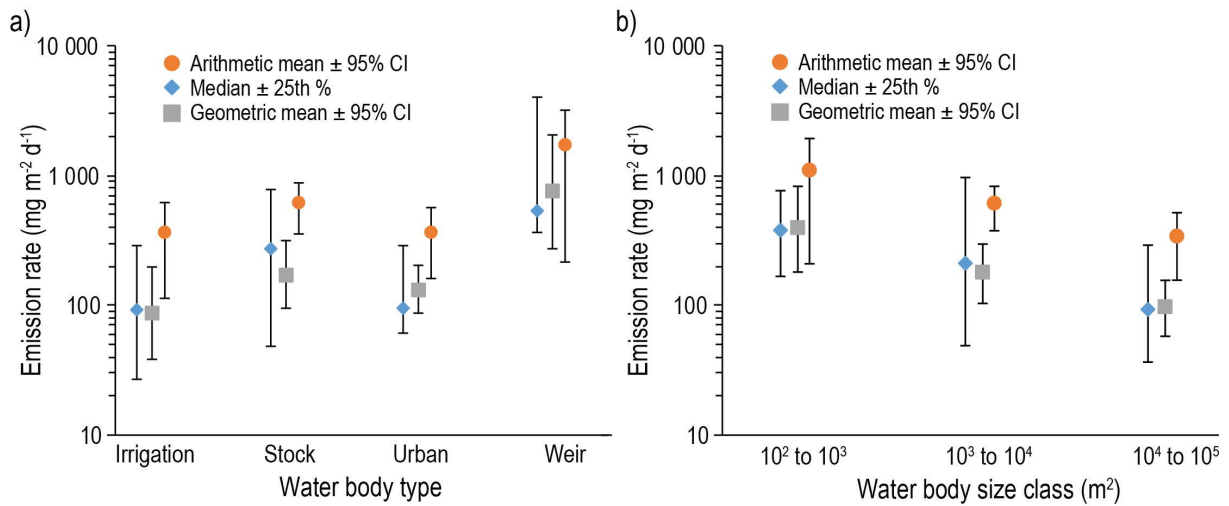 a)
10 000
1 000
100
10
Emission rate (mg m⁻² d⁻¹)
Arithmetic mean ± 95% CI
Median ± 25th %
Geometric mean ± 95% CI
Irrigation Stock Urban Weir
Water body type
b)
10 000
1 000
100
10
Emission rate (mg m⁻² d⁻¹)
Arithmetic mean ± 95% CI
Median ± 25th %
Geometric mean ± 95% CI
10² to 10³ 10³ to 10⁴ 10⁴ to 10⁵
Water body size class (m²)